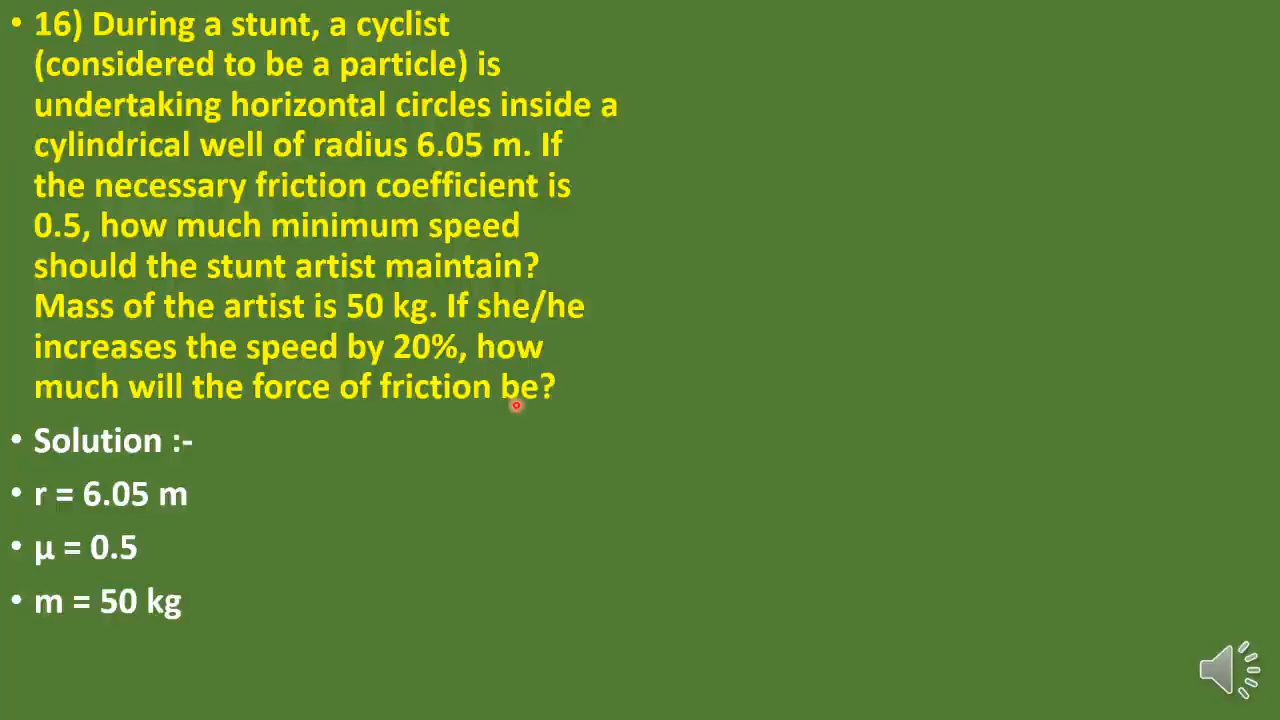 • 16) During a stunt, a cyclist
(considered to be a particle) is
undertaking horizontal circles inside a
cylindrical well of radius 6.05 m. If
the necessary friction coefficient is
0.5, how much minimum speed
should the stunt artist maintain?
Mass of the artist is 50 kg. If she/he
increases the speed by 20%, how
much will the force of friction be?
• Solution :-
• r = 6.05 m
• μ = 0.5
• m = 50 kg